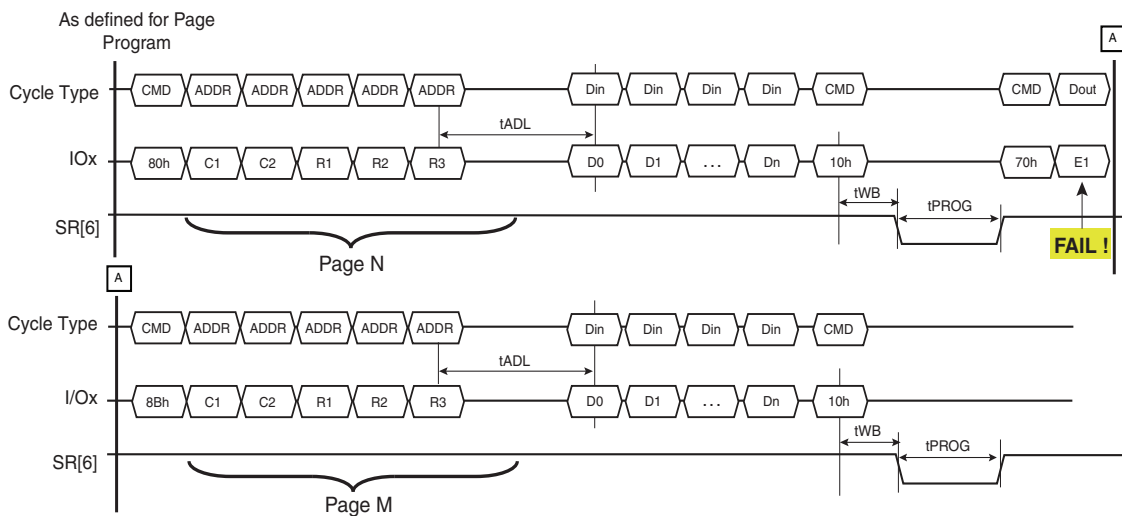 As defined for Page
Program
A
Cycle Type CMD ADDR ADDR ADDR ADDR ADDR Din Din Din Din CMD CMD Dout
tADL
IOx 80h C1 C2 R1 R2 R3 D0 D1 ... Dn 10h 70h E1
tWB tPROG
SR[6]
FAIL !
Page N
A
Cycle Type CMD ADDR ADDR ADDR ADDR ADDR Din Din Din Din CMD
tADL
I/Ox 8Bh C1 C2 R1 R2 R3 D0 D1 ... Dn 10h
tWB tPROG
SR[6]
Page M